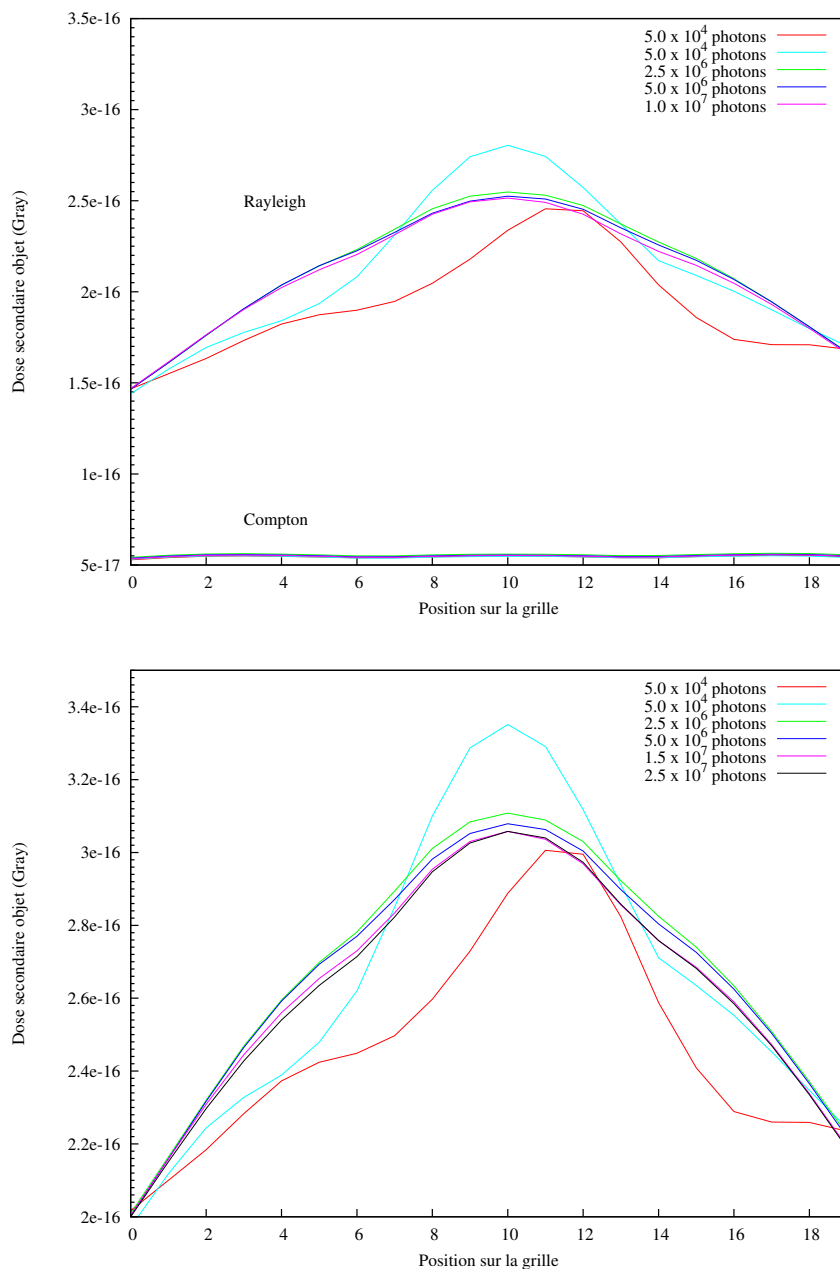 3.5e-16
5.0 x 10^4 photons
5.0 x 10^4 photons
2.5 x 10^6 photons
5.0 x 10^6 photons
1.0 x 10^7 photons
3e-16
2.5e-16
Rayleigh
2e-16
1.5e-16
1e-16
Compton
5e-17
0 2 4 6 8 10 12 14 16 18
Position sur la grille
Dose secondaire objet (Gray)
5.0 x 10^4 photons
5.0 x 10^4 photons
2.5 x 10^6 photons
5.0 x 10^6 photons
1.5 x 10^7 photons
2.5 x 10^7 photons
3.4e-16
3.2e-16
3e-16
2.8e-16
2.6e-16
2.4e-16
2.2e-16
2e-16
0 2 4 6 8 10 12 14 16 18
Position sur la grille
Dose secondaire objet (Gray)